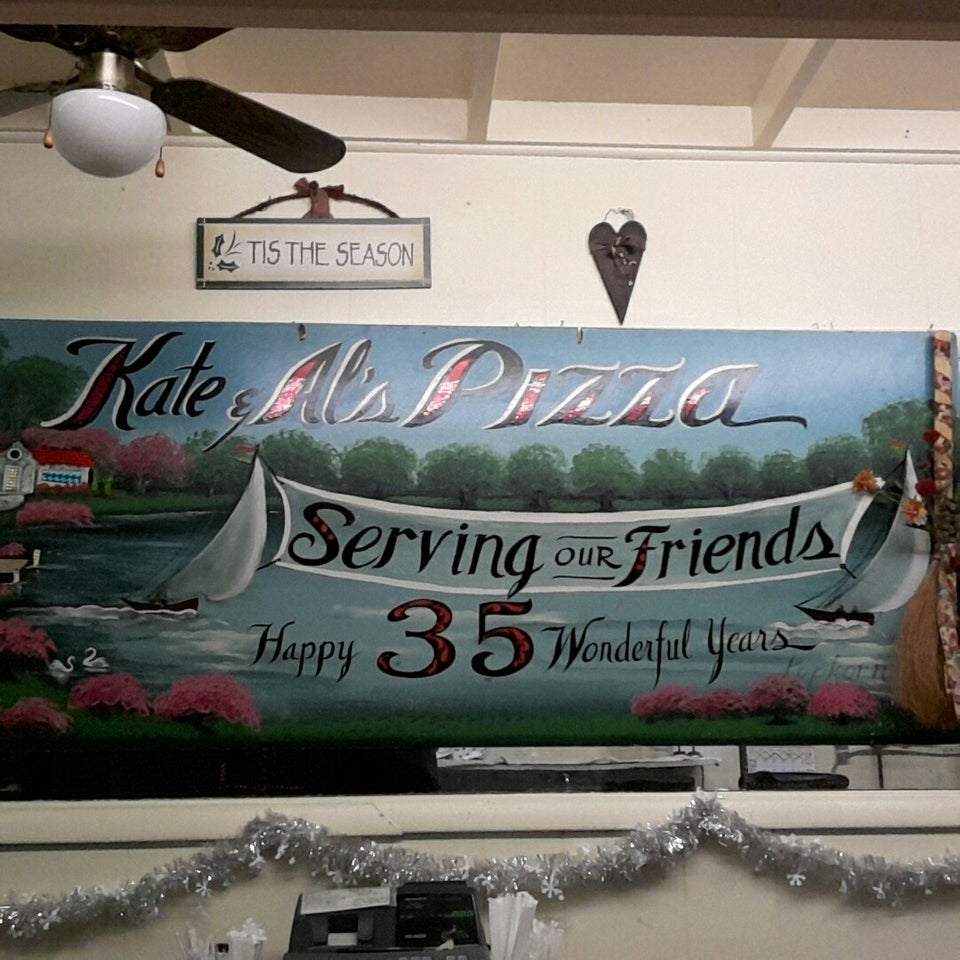 TIS THE SEASON
Kate & Al's Pizza
Serving OUR Friends
Happy 35 Wonderful Years